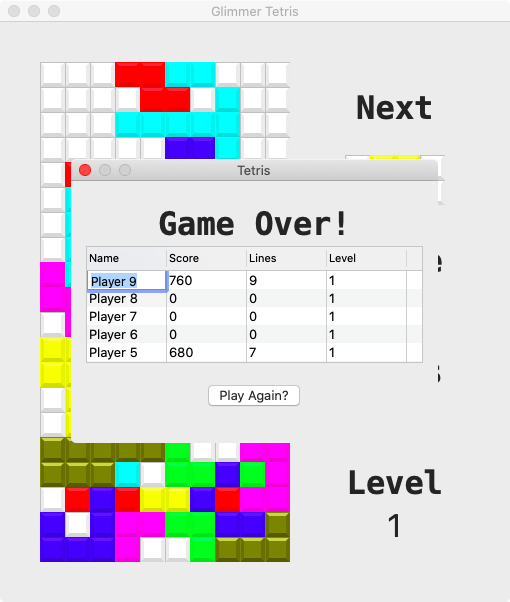 Glimmer Tetris
Next
Tetris
Game Over!
Name Score Lines Level
Player 9 760 9 1
Player 8 0 0 1
Player 7 0 0 1
Player 6 0 0 1
Player 5 680 7 1
Play Again?
Level
1